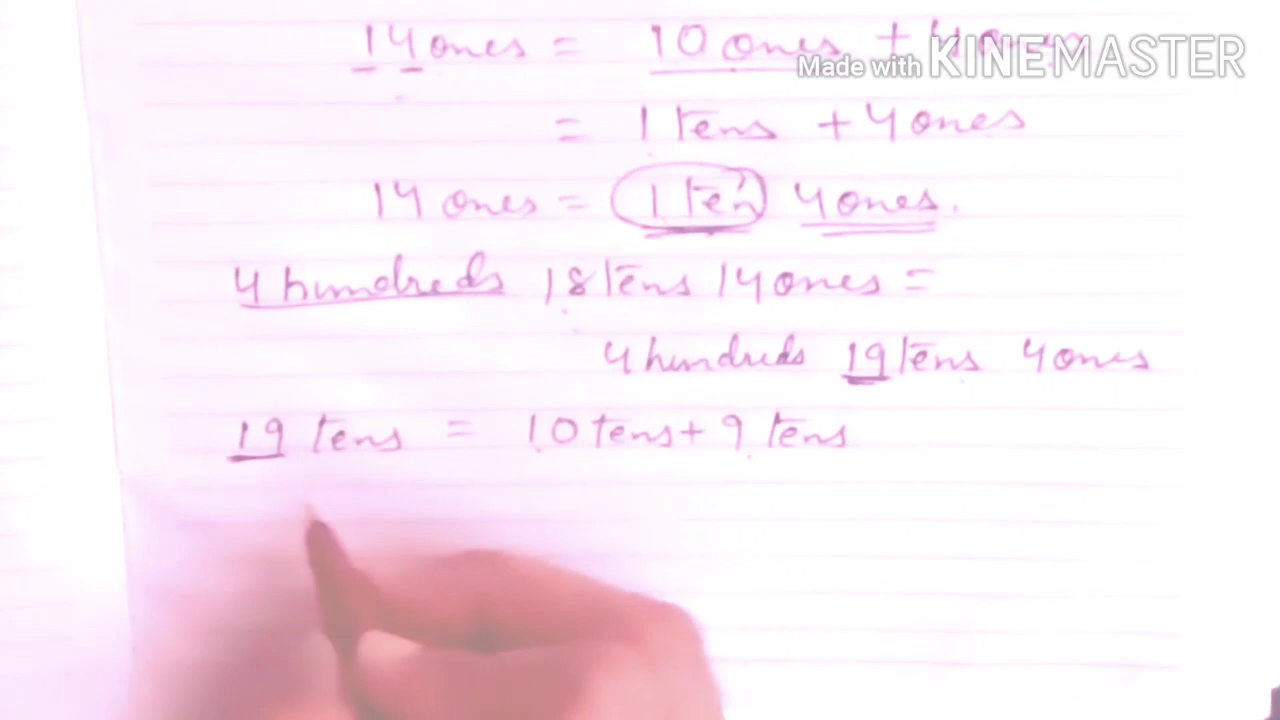 14 ones = 10 ones + 4 ones
Made with KINEMASTER
= 1 tens + 4 ones
14 ones = 1 ten 4 ones.
4 hundreds 18 tens 14 ones =
4 hundreds 19 tens 4 ones
19 tens = 10 tens + 9 tens